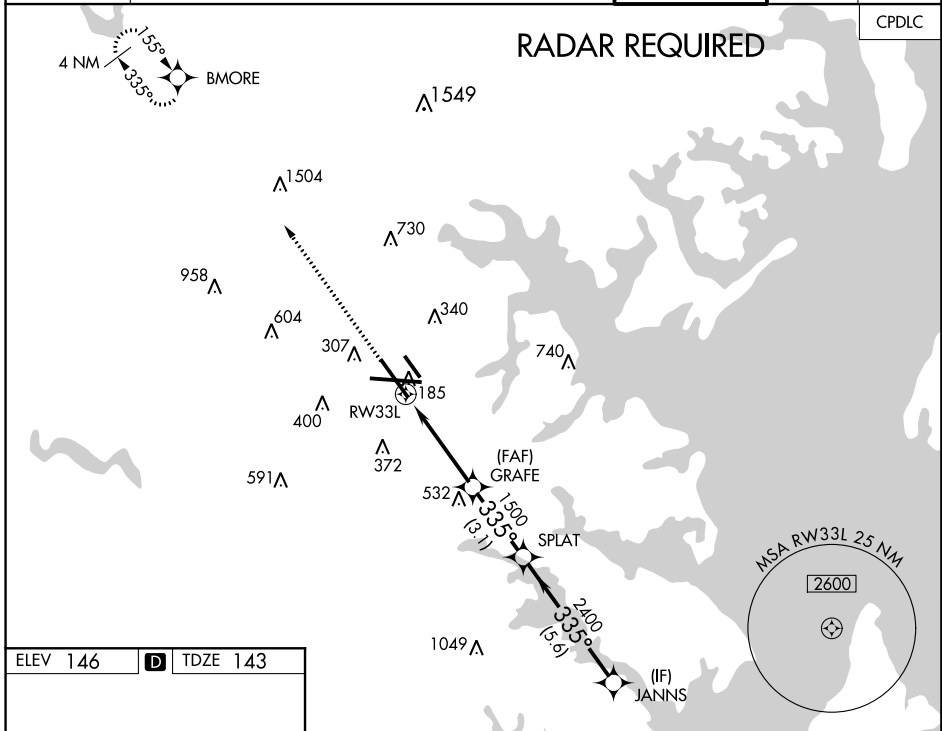 CPDLC
RADAR REQUIRED
155°
4 NM
335°
BMORE
1549
1504
730
958
340
604
307
740
185
RW33L
400
372
(FAF)
GRAFE
591
532
1500
335°
(3.1)
SPLAT
MSA RW33L 25 NM
2600
2400
335°
(5.6)
1049
(IF)
JANNS
ELEV 146 D TDZE 143